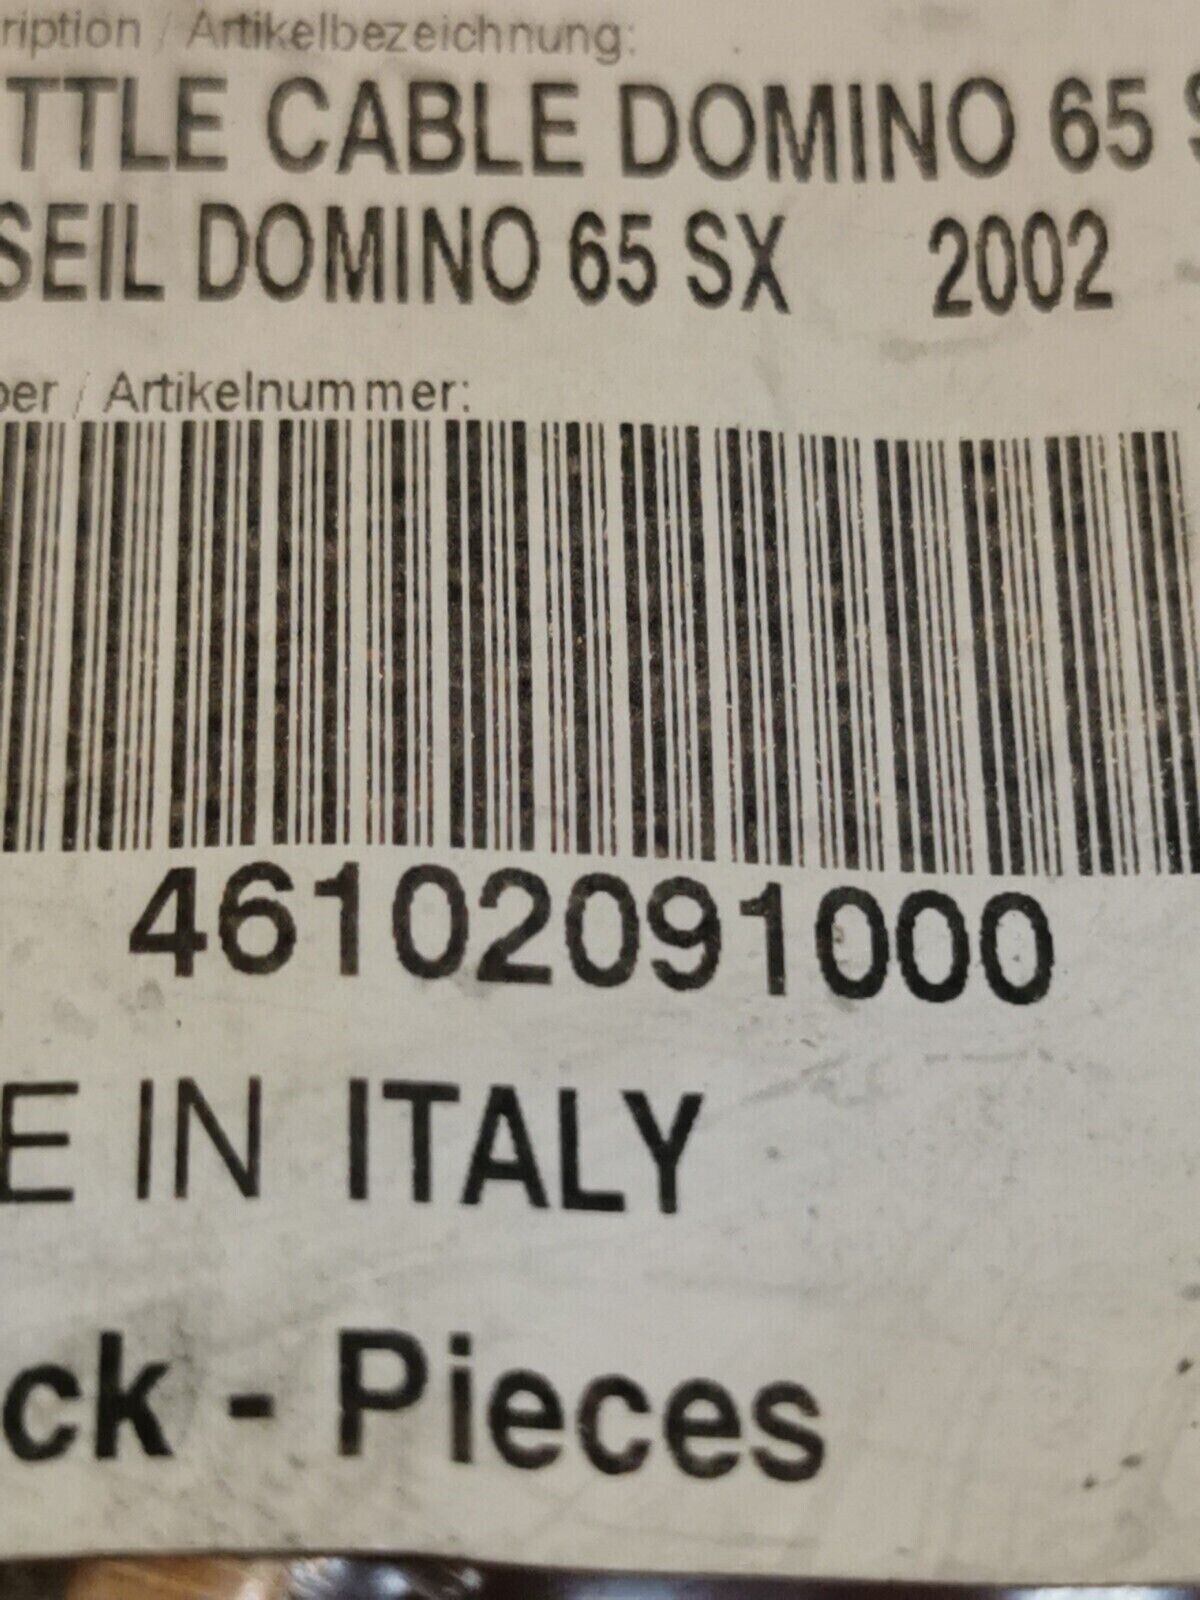 ription / Artikelbezeichnung:
TTLE CABLE DOMINO 65 S
SEIL DOMINO 65 SX 2002
ber / Artikelnummer:
46102091000
E IN ITALY
ck - Pieces